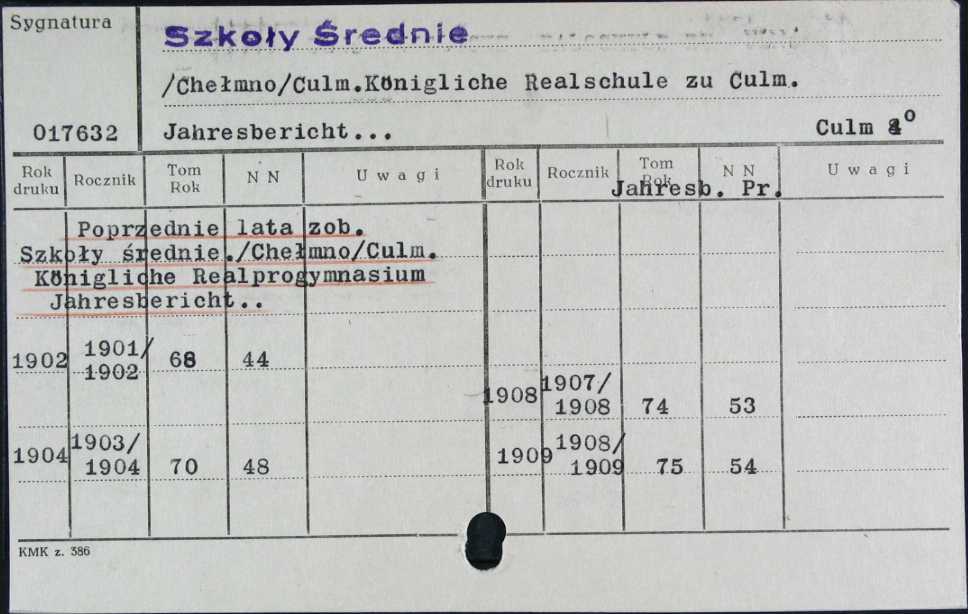 Sygnatura
Szkoły Średnie
/Chełmno/Culm.Königliche Realschule zu Culm.
017632
Jahresbericht...
Culm 4°
Rok druku Rocznik Tom Rok N N U w a g i Rok druku Rocznik Tom Rok N N U w a g i
Jahresb. Pr.
Poprzednie lata zob.
Szkoły średnie./Chełmno/Culm.
Königliche Realprogymnasium
Jahresbericht..
1902 1901/1902 68 44
1904 1903/1904 70 48
1908 1907/1908 74 53
1909 1908/1909 75 54
KMK z. 386